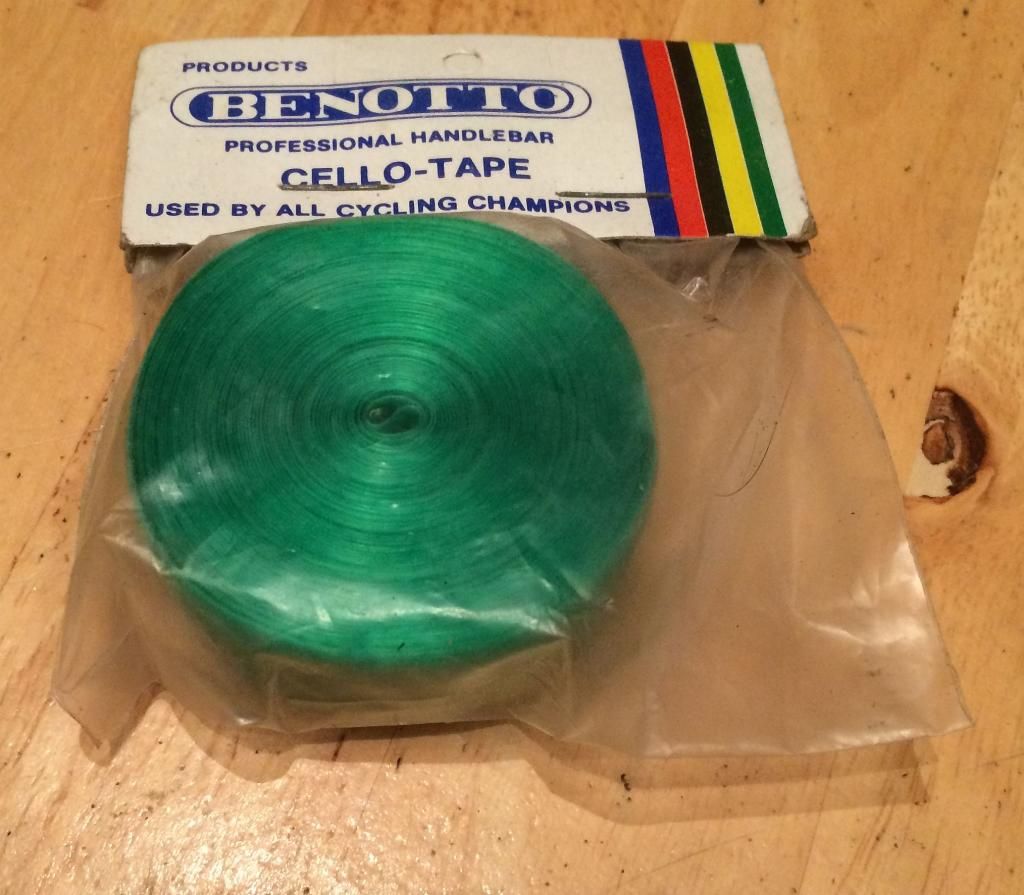 PRODUCTS
BENOTTO
PROFESSIONAL HANDLEBAR
CELLO-TAPE
USED BY ALL CYCLING CHAMPIONS